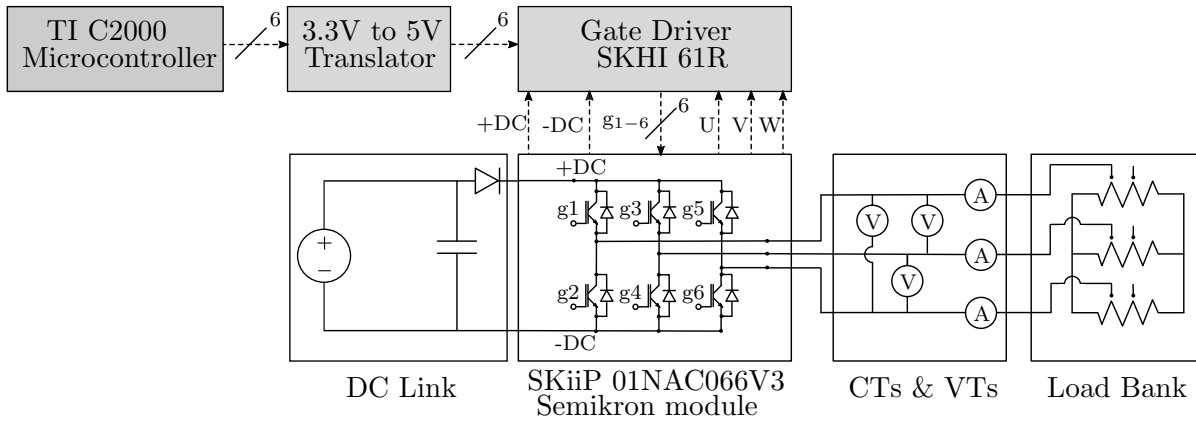 TI C2000
Microcontroller
6
3.3V to 5V
Translator
6
Gate Driver
SKHI 61R
+DC
-DC
g1-6
6
U
V
W
+DC
g1
g3
g5
g2
g4
g6
-DC
+
−
V
V
V
A
A
A
DC Link
SKiiP 01NAC066V3
Semikron module
CTs & VTs
Load Bank